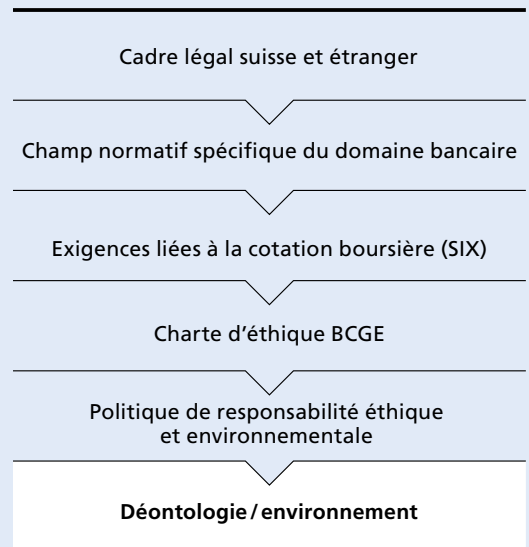 Cadre légal suisse et étranger
Champ normatif spécifique du domaine bancaire
Exigences liées à la cotation boursière (SIX)
Charte d'éthique BCGE
Politique de responsabilité éthique
et environnementale
Déontologie / environnement